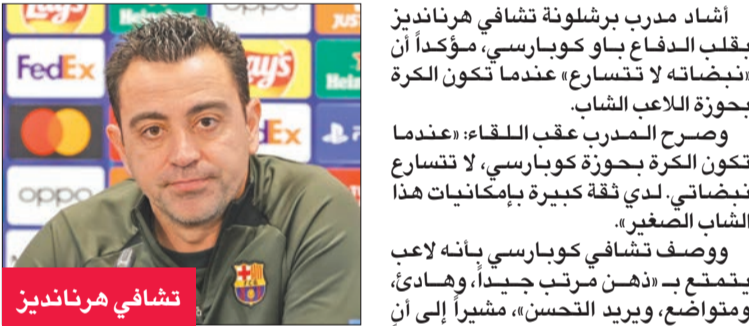 أشاد مدرب برشلونة تشافي هرنانديز
بقلب الدفاع باو كوبارسي، مؤكداً أن
«نبضاته لا تتسارع» عندما تكون الكرة
بحوزة اللاعب الشاب.
وصرح المدرب عقب اللقاء: «عندما
تكون الكرة بحوزة كوبارسي، لا تتسارع
نبضاتي. لدي ثقة كبيرة بإمكانيات هذا
الشاب الصغير».
ووصف تشافي كوبارسي بأنه لاعب
يتمتع بـ «ذهن مرتب جيداً، وهادئ،
ومتواضع، ويريد التحسن»، مشيراً إلى أن
FedEx
Lay's
JUST
mastercard
oppo
تشافي هرنانديز